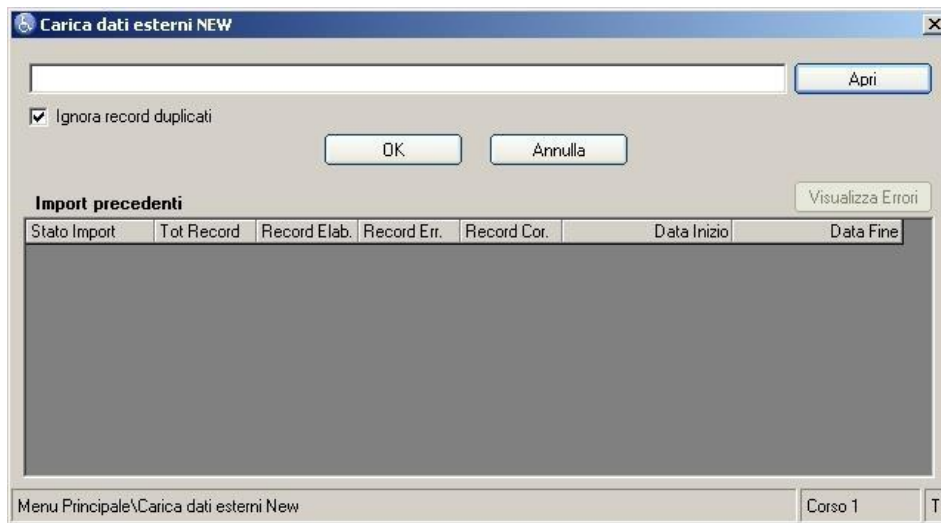 Carica dati esterni NEW
Apri
Ignora record duplicati
OK Annulla
Visualizza Errori
Import precedenti
Stato Import Tot Record Record Elab. Record Err. Record Cor. Data Inizio Data Fine
Menu Principale\Carica dati esterni New Corso 1 T